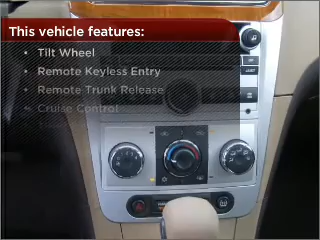 This vehicle features:
• Tilt Wheel
• Remote Keyless Entry
• Remote Trunk Release
• Cruise Control